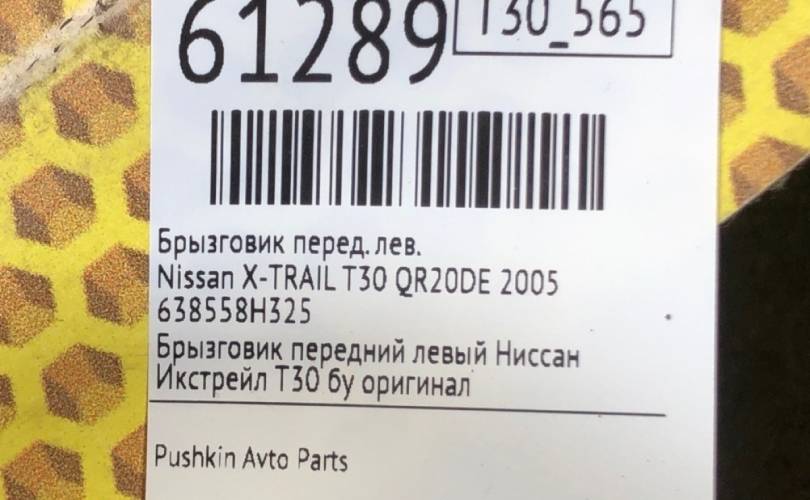 61289
T30_565
Брызговик перед. лев.
Nissan X-TRAIL T30 QR20DE 2005
638558H325
Брызговик передний левый Ниссан
Икстрейл Т30 бу оригинал
Pushkin Avto Parts